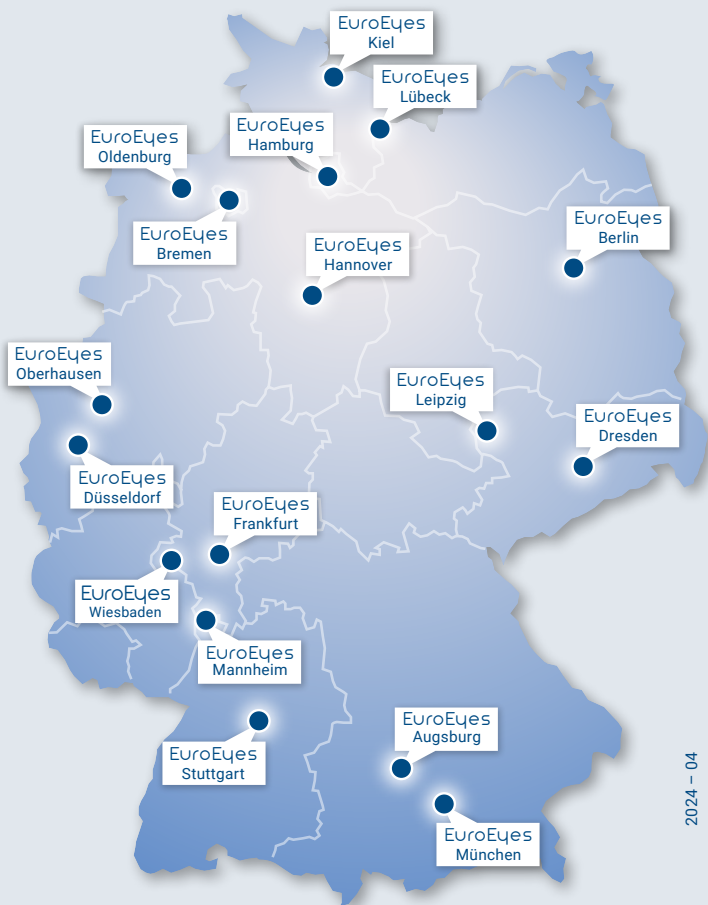 EuroEyes
Kiel
EuroEyes
Lübeck
EuroEyes
Hamburg
EuroEyes
Oldenburg
EuroEyes
Bremen
EuroEyes
Berlin
EuroEyes
Hannover
EuroEyes
Oberhausen
EuroEyes
Leipzig
EuroEyes
Dresden
EuroEyes
Düsseldorf
EuroEyes
Frankfurt
EuroEyes
Wiesbaden
EuroEyes
Mannheim
EuroEyes
Augsburg
EuroEyes
Stuttgart
EuroEyes
München
2024 – 04